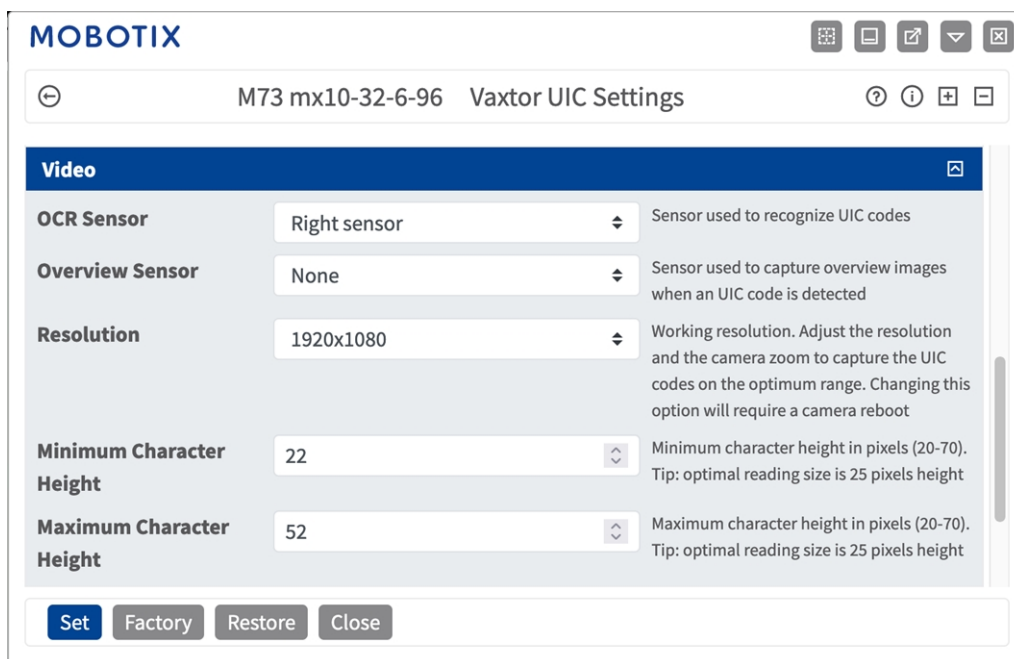 MOBOTIX
M73 mx10-32-6-96 Vaxtor UIC Settings
Video
OCR Sensor
Right sensor
Sensor used to recognize UIC codes
Overview Sensor
None
Sensor used to capture overview images
when an UIC code is detected
Resolution
1920x1080
Working resolution. Adjust the resolution
and the camera zoom to capture the UIC
codes on the optimum range. Changing this
option will require a camera reboot
Minimum Character
Height
22
Minimum character height in pixels (20-70).
Tip: optimal reading size is 25 pixels height
Maximum Character
Height
52
Maximum character height in pixels (20-70).
Tip: optimal reading size is 25 pixels height
Set Factory Restore Close